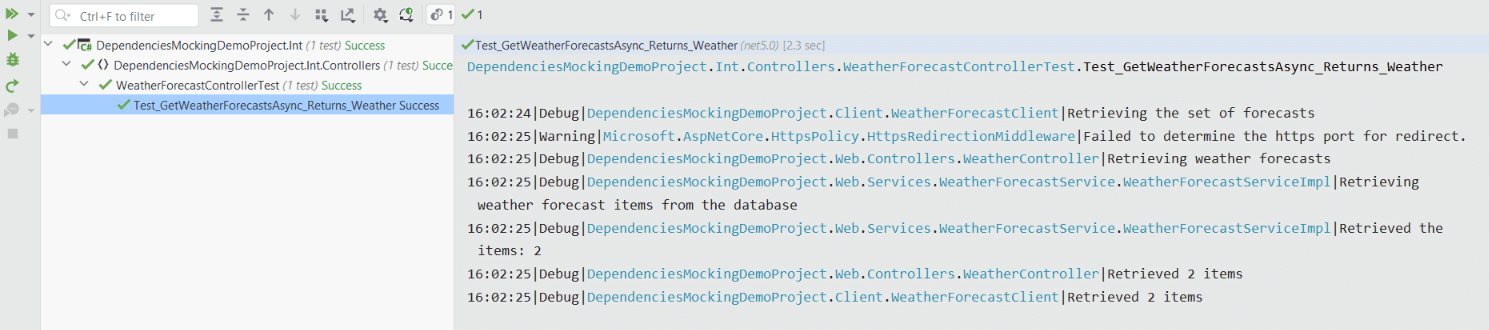 Ctrl+F to filter
1
1
DependenciesMockingDemoProject.Int (1 test) Success
DependenciesMockingDemoProject.Int.Controllers (1 test) Succe
WeatherForecastControllerTest (1 test) Success
Test_GetWeatherForecastsAsync_Returns_Weather Success
Test_GetWeatherForecastsAsync_Returns_Weather (net5.0) [2.3 sec]
DependenciesMockingDemoProject.Int.Controllers.WeatherForecastControllerTest.Test_GetWeatherForecastsAsync_Returns_Weather
16:02:24|Debug|DependenciesMockingDemoProject.Client.WeatherForecastClient|Retrieving the set of forecasts
16:02:25|Warning|Microsoft.AspNetCore.HttpsPolicy.HttpsRedirectionMiddleware|Failed to determine the https port for redirect.
16:02:25|Debug|DependenciesMockingDemoProject.Web.Controllers.WeatherController|Retrieving weather forecasts
16:02:25|Debug|DependenciesMockingDemoProject.Web.Services.WeatherForecastService.WeatherForecastServiceImpl|Retrieving
weather forecast items from the database
16:02:25|Debug|DependenciesMockingDemoProject.Web.Services.WeatherForecastService.WeatherForecastServiceImpl|Retrieved the
items: 2
16:02:25|Debug|DependenciesMockingDemoProject.Web.Controllers.WeatherController|Retrieved 2 items
16:02:25|Debug|DependenciesMockingDemoProject.Client.WeatherForecastClient|Retrieved 2 items